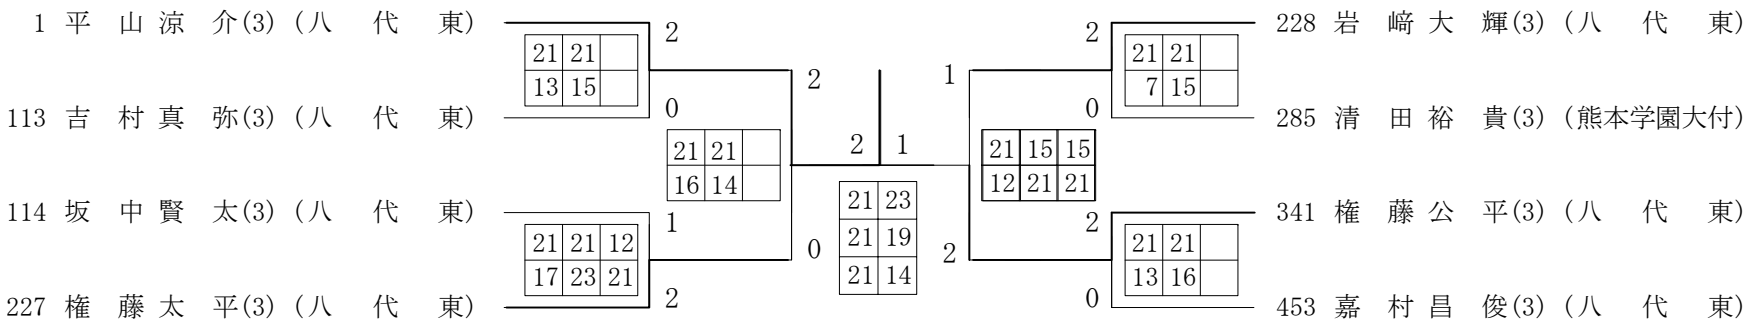 1 平 山 涼 介(3) (八 代 東)
2
21 21
13 15
113 吉 村 真 弥(3) (八 代 東)
0
2
21 21
16 14
114 坂 中 賢 太(3) (八 代 東)
1
21 21 12
17 23 21
0
227 権 藤 太 平(3) (八 代 東)
2
2 1
21 23
21 19
21 14
228 岩 﨑 大 輝(3) (八 代 東)
2
21 21
7 15
1
285 清 田 裕 貴(3) (熊本学園大付)
0
21 15 15
12 21 21
341 権 藤 公 平(3) (八 代 東)
2
21 21
13 16
2
453 嘉 村 昌 俊(3) (八 代 東)
0